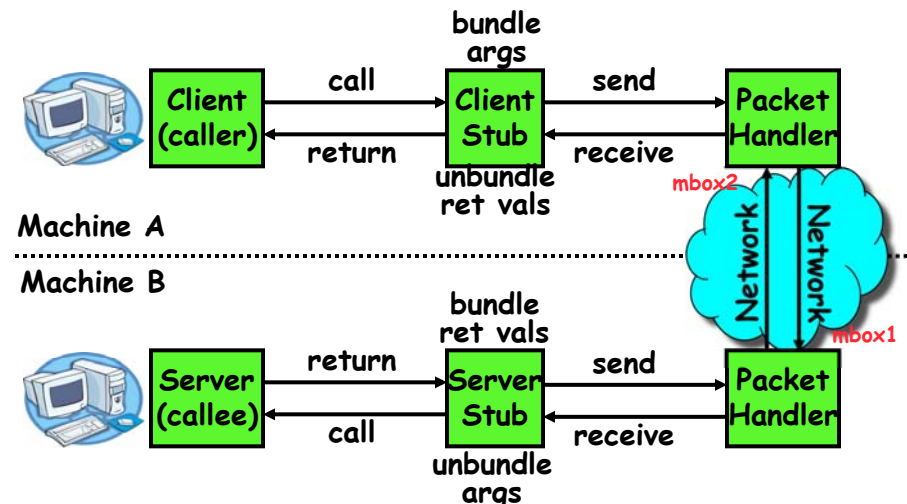 bundle
args
call
send
Client
(caller)
Client
Stub
Packet
Handler
return
receive
unbundle
ret vals
mbox2
Machine A
Network
Network
Machine B
mbox1
bundle
ret vals
return
send
Server
(callee)
Server
Stub
Packet
Handler
call
receive
unbundle
args